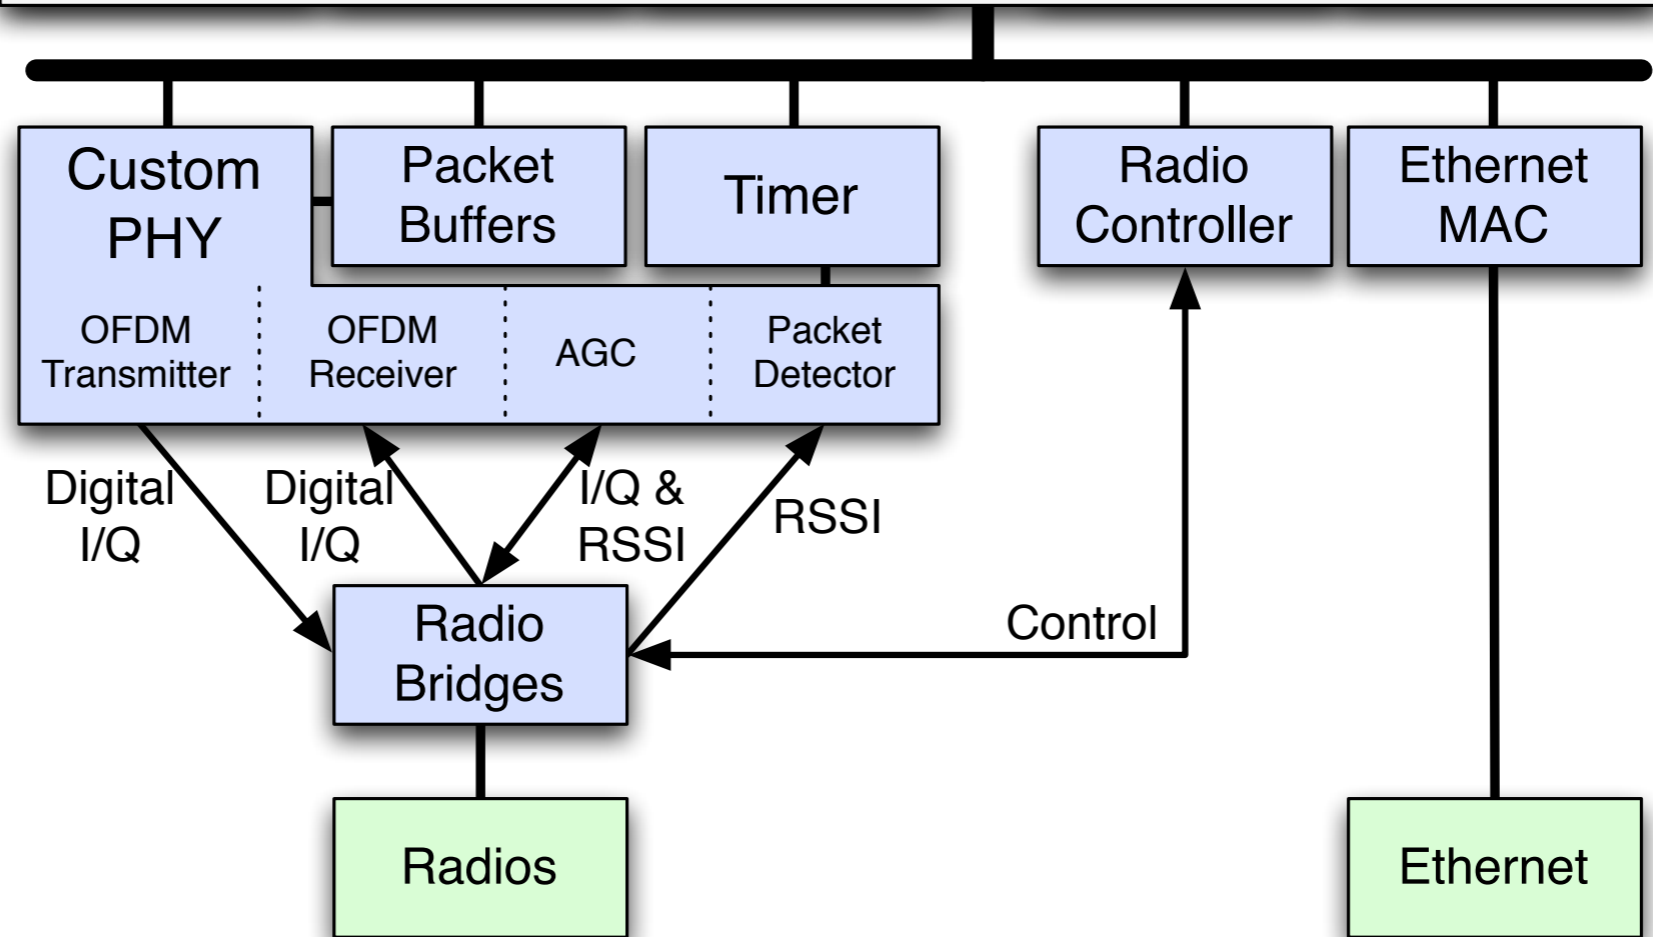 Custom
PHY
Packet
Buffers
Timer
Radio
Controller
Ethernet
MAC
OFDM
Transmitter
OFDM
Receiver
AGC
Packet
Detector
Digital
I/Q
Digital
I/Q
I/Q &
RSSI
RSSI
Control
Radio
Bridges
Radios
Ethernet